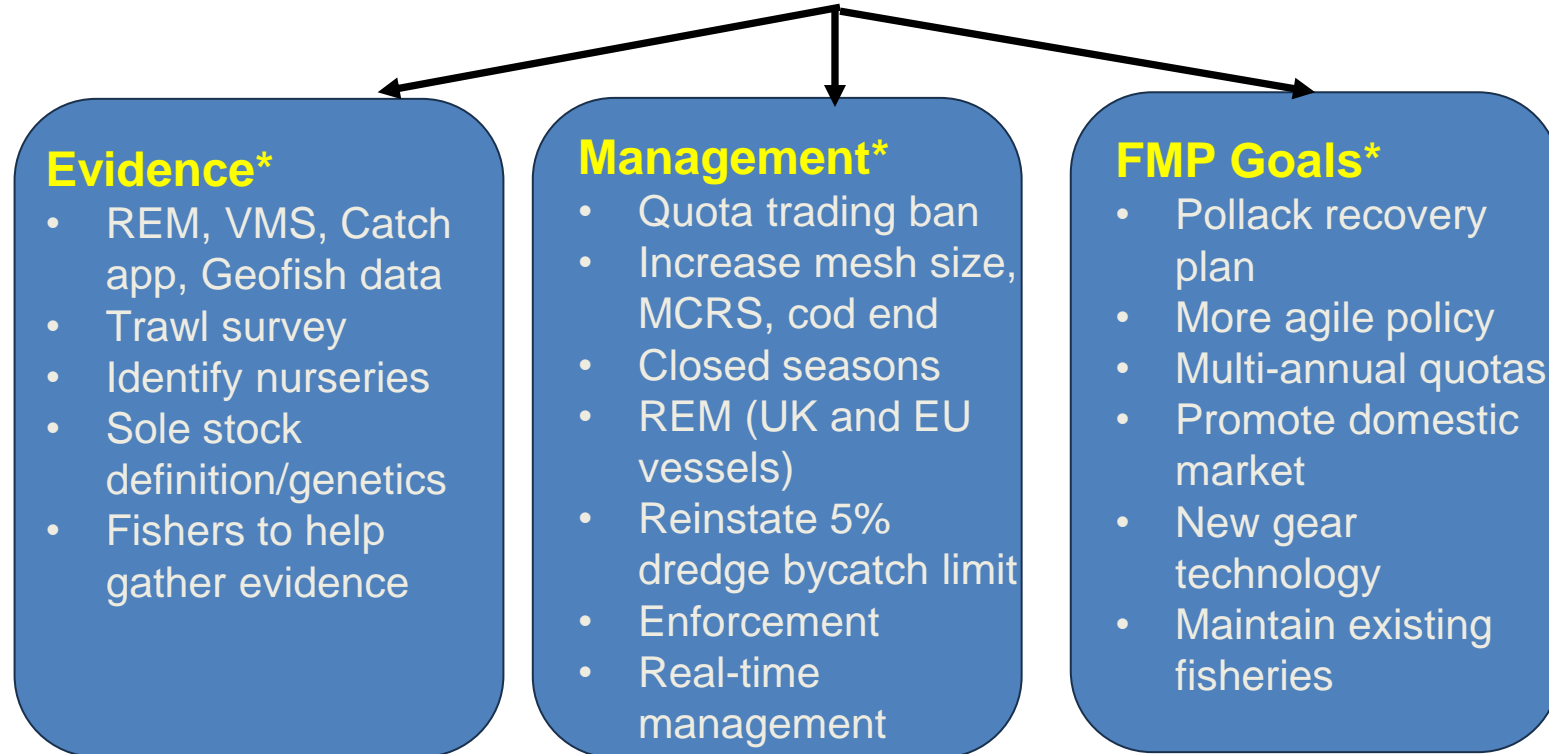 Evidence*
• REM, VMS, Catch
app, Geofish data
• Trawl survey
• Identify nurseries
• Sole stock
definition/genetics
• Fishers to help
gather evidence
Management*
• Quota trading ban
• Increase mesh size,
MCRS, cod end
• Closed seasons
• REM (UK and EU
vessels)
• Reinstate 5%
dredge bycatch limit
• Enforcement
• Real-time
management
FMP Goals*
• Pollack recovery
plan
• More agile policy
• Multi-annual quotas
• Promote domestic
market
• New gear
technology
• Maintain existing
fisheries